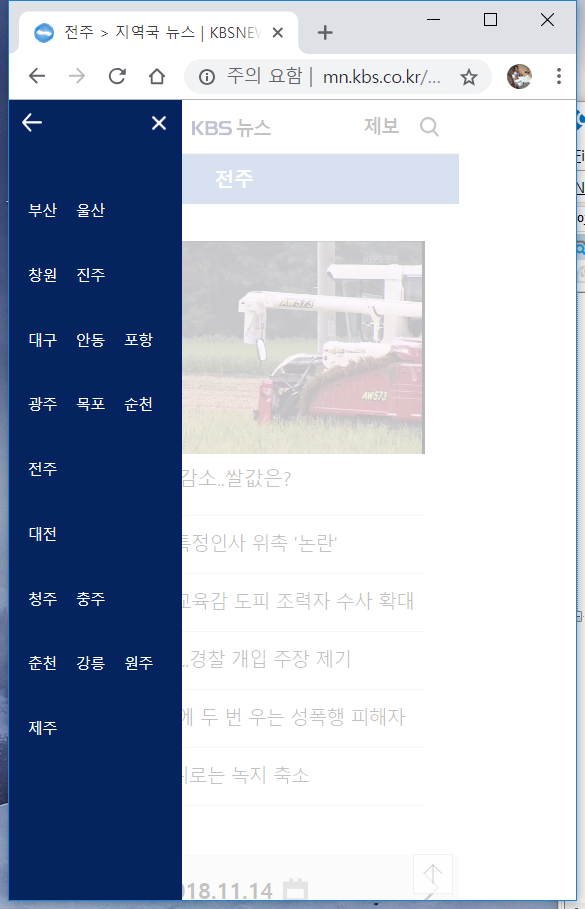 전주 > 지역국 뉴스 | KBSNEW
주의 요함 | mn.kbs.co.kr/...
KBS 뉴스 제보
전주
부산 울산
창원 진주
대구 안동 포항
광주 목포 순천
전주
대전
청주 충주
춘천 강릉 원주
제주
AW573
AW573
감소..쌀값은?
특정인사 위촉 '논란'
교육감 도피 조력자 수사 확대
..경찰 개입 주장 제기
에 두 번 우는 성폭행 피해자
뒤로는 녹지 축소
018.11.14